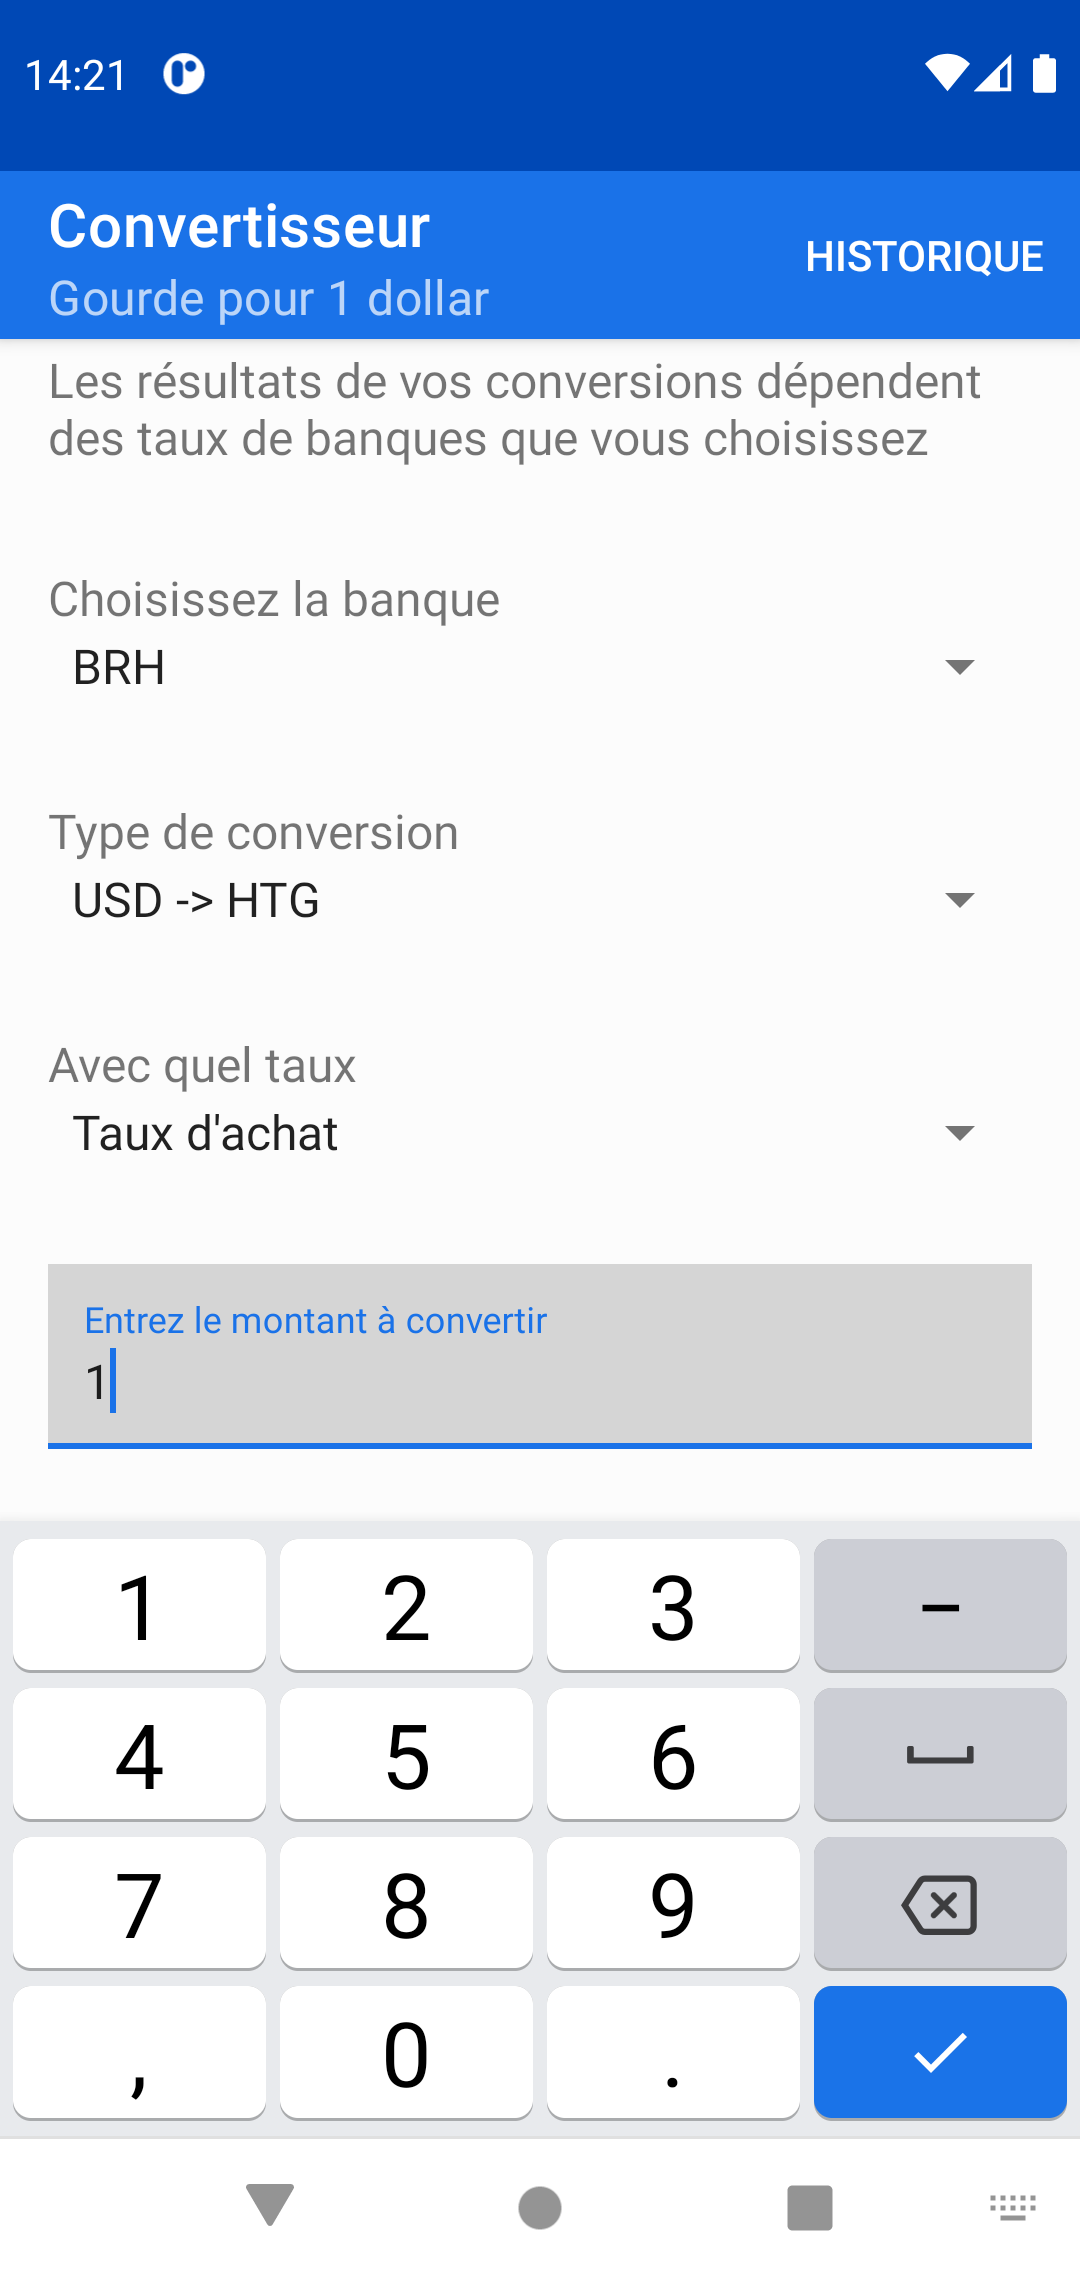 14:21
Convertisseur
Gourde pour 1 dollar
HISTORIQUE
Les résultats de vos conversions dépendent
des taux de banques que vous choisissez
Choisissez la banque
BRH
Type de conversion
USD -> HTG
Avec quel taux
Taux d'achat
Entrez le montant à convertir
1
1 2 3 –
4 5 6
7 8 9
, 0 .